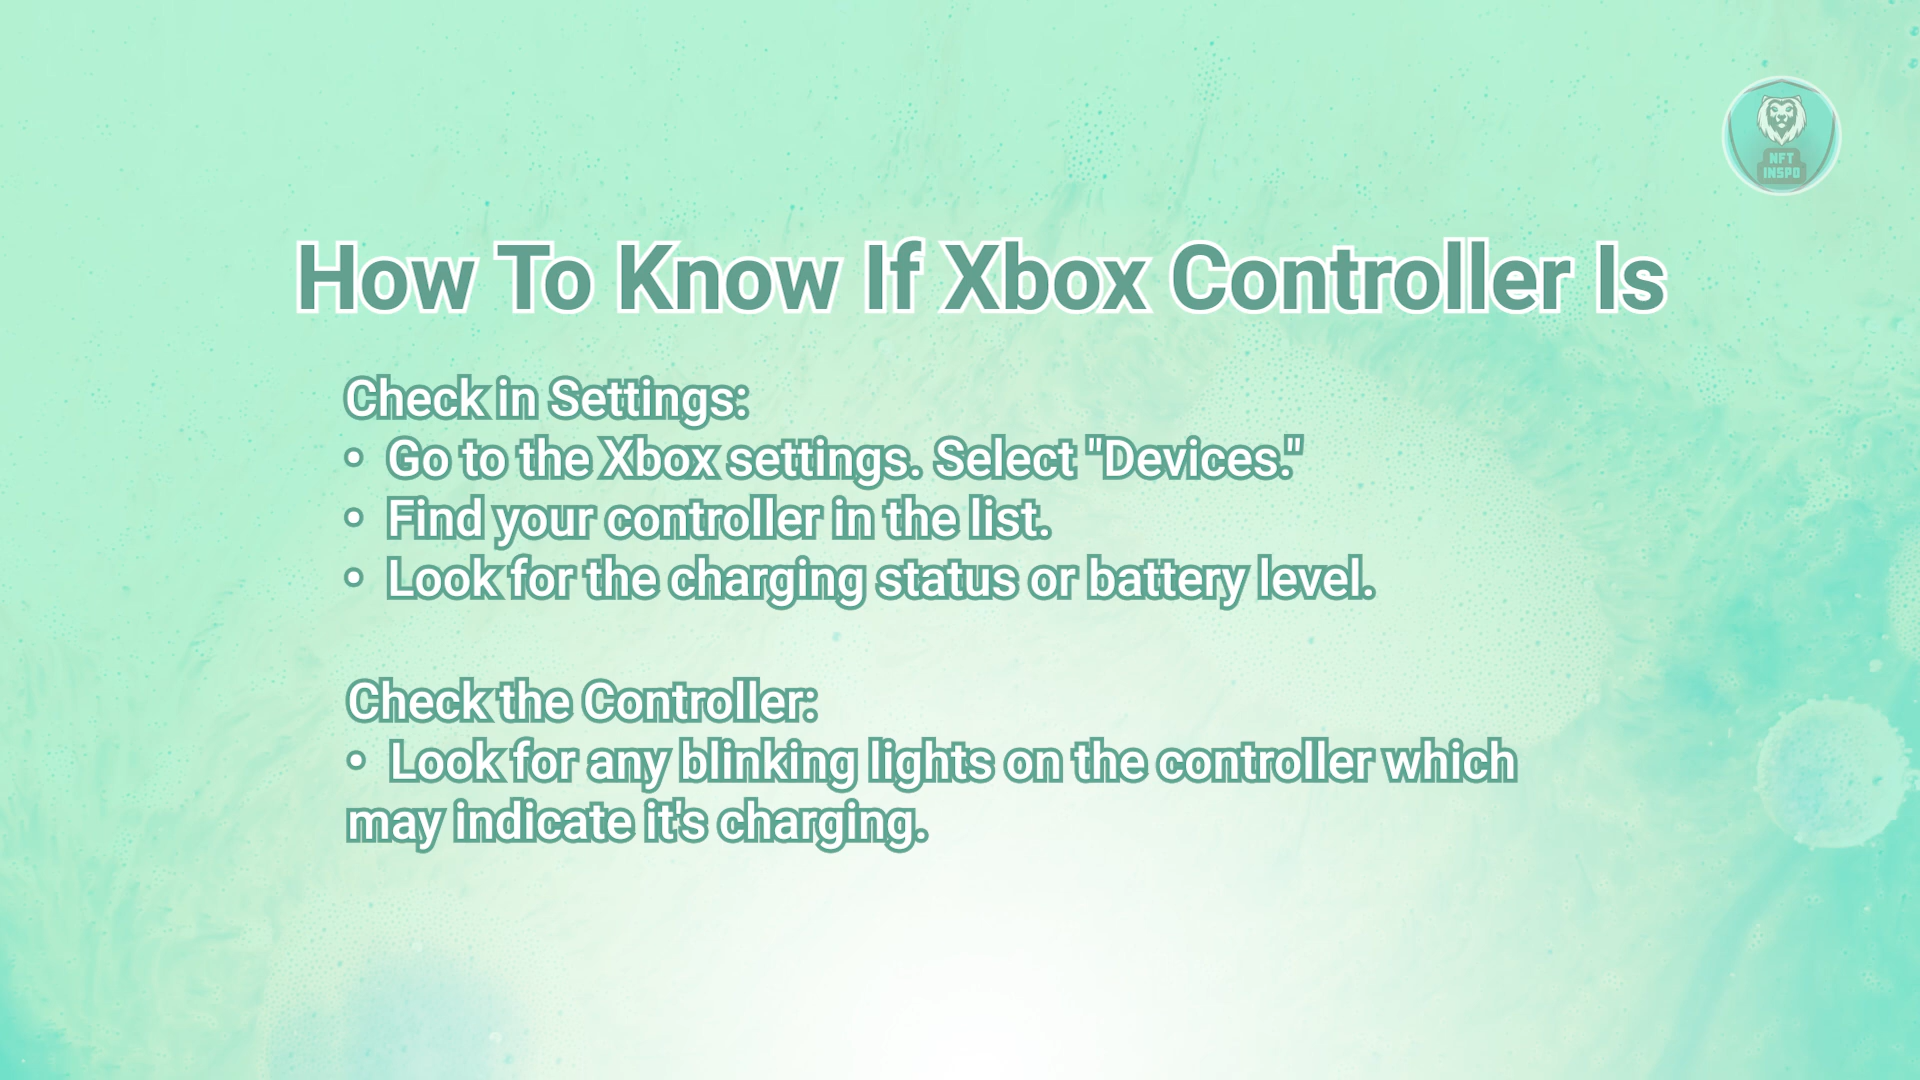 NFT
INSPO
How To Know If Xbox Controller Is
Check in Settings:
• Go to the Xbox settings. Select "Devices."
• Find your controller in the list.
• Look for the charging status or battery level.
Check the Controller:
• Look for any blinking lights on the controller which
may indicate it's charging.